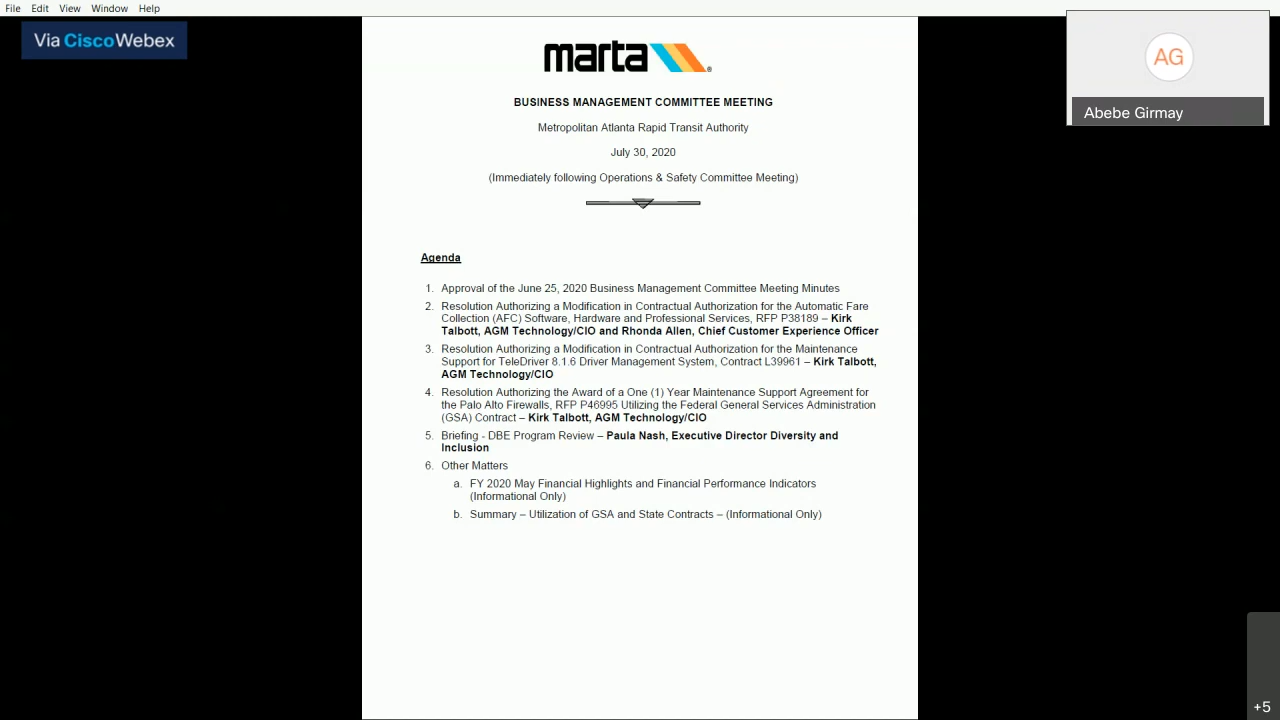 File Edit View Window Help
Via Cisco Webex
marta
AG
Abebe Girmay
BUSINESS MANAGEMENT COMMITTEE MEETING
Metropolitan Atlanta Rapid Transit Authority
July 30, 2020
(Immediately following Operations & Safety Committee Meeting)
Agenda
1. Approval of the June 25, 2020 Business Management Committee Meeting Minutes
2. Resolution Authorizing a Modification in Contractual Authorization for the Automatic Fare
Collection (AFC) Software, Hardware and Professional Services, RFP P38189 – Kirk
Talbott, AGM Technology/CIO and Rhonda Allen, Chief Customer Experience Officer
3. Resolution Authorizing a Modification in Contractual Authorization for the Maintenance
Support for TeleDriver 8.1.6 Driver Management System, Contract L39961 – Kirk Talbott,
AGM Technology/CIO
4. Resolution Authorizing the Award of a One (1) Year Maintenance Support Agreement for
the Palo Alto Firewalls, RFP P46995 Utilizing the Federal General Services Administration
(GSA) Contract – Kirk Talbott, AGM Technology/CIO
5. Briefing - DBE Program Review – Paula Nash, Executive Director Diversity and
Inclusion
6. Other Matters
a. FY 2020 May Financial Highlights and Financial Performance Indicators
(Informational Only)
b. Summary – Utilization of GSA and State Contracts – (Informational Only)
+5